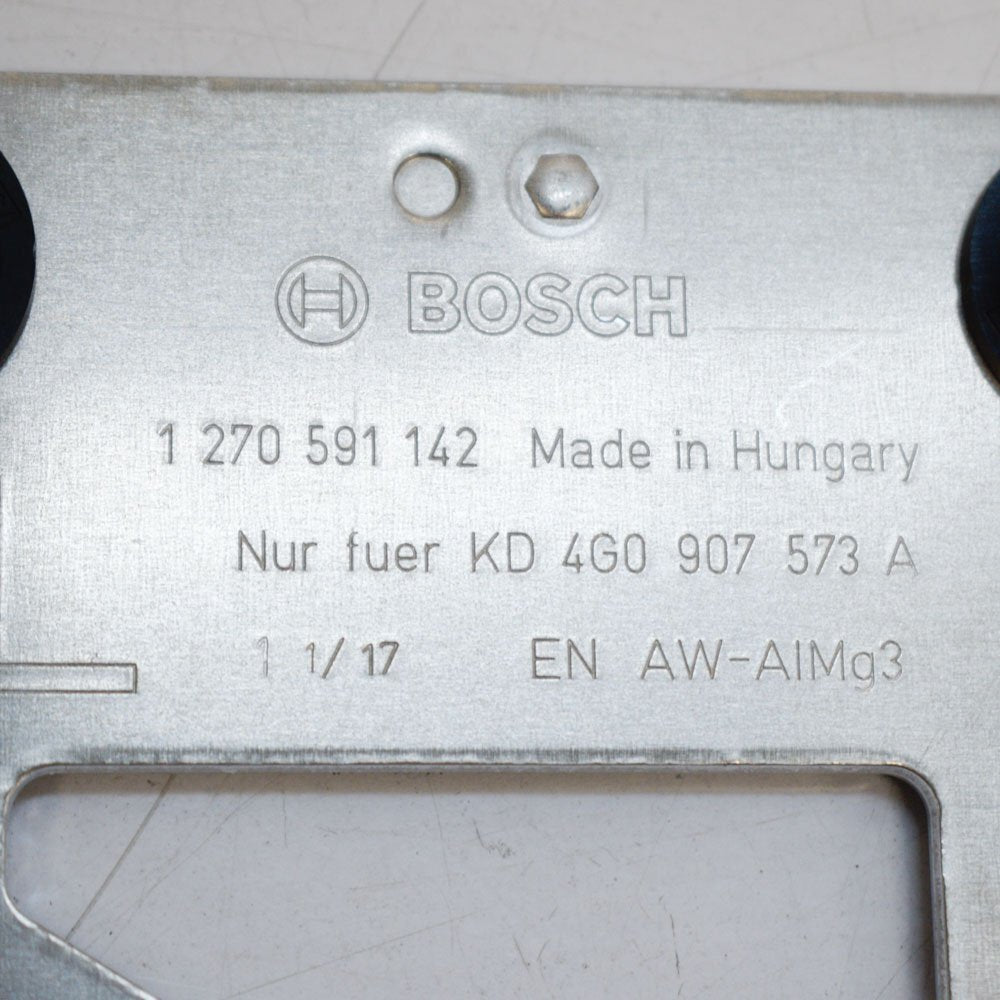 BOSCH
1 270 591 142 Made in Hungary
Nur fuer KD 4G0 907 573 A
1 1/17 EN AW-AlMg3